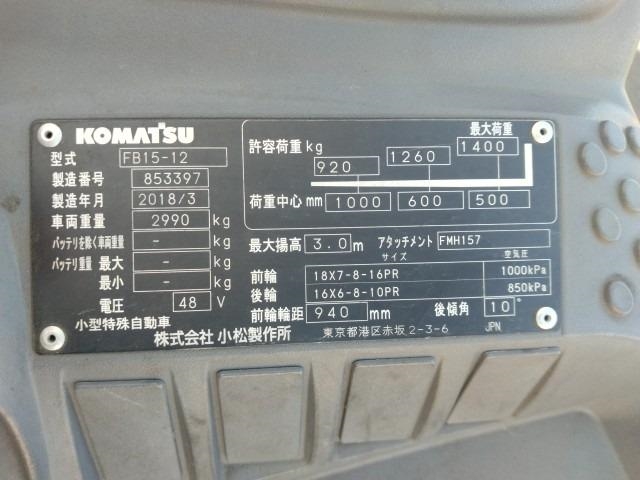 KOMATSU
型式 FB15-12
製造番号 853397
製造年月 2018/3
車両重量 2990 kg
バッテリを除く車両重量 - kg
バッテリ重量 最大 - kg
最小 - kg
電圧 48 V
小型特殊自動車
許容荷重 kg 920 1260 最大荷重 1400
荷重中心 mm 1000 600 500
最大揚高 3.0 m アタッチメント FMH157
サイズ 空気圧
前輪 18X7-8-16PR 1000kPa
後輪 16X6-8-10PR 850kPa
前輪輪距 940 mm 後傾角 10°
株式会社 小松製作所 東京都港区赤坂 2-3-6 JPN